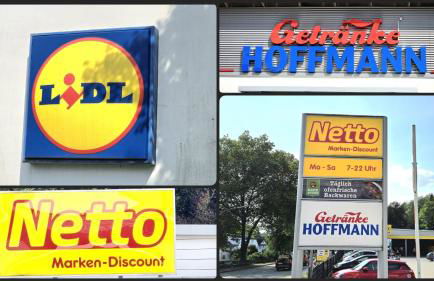 LiDL
Getränke
HOFFMANN
Netto
Marken-Discount
Netto
Marken-Discount
Mo - Sa 7-22 Uhr
Täglich
ofenfrische
Backwaren
Getränke
HOFFMANN